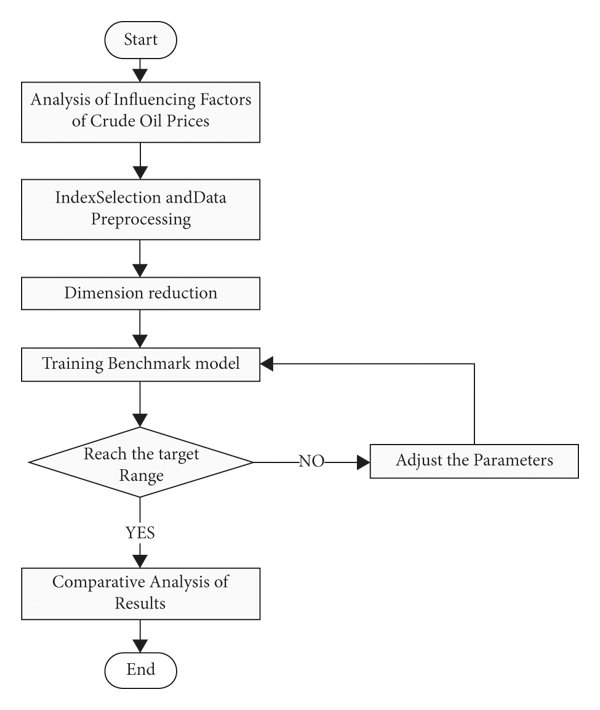 Start
Analysis of Influencing Factors
of Crude Oil Prices
IndexSelection andData
Preprocessing
Dimension reduction
Training Benchmark model
Reach the target
Range
NO
Adjust the Parameters
YES
Comparative Analysis of
Results
End